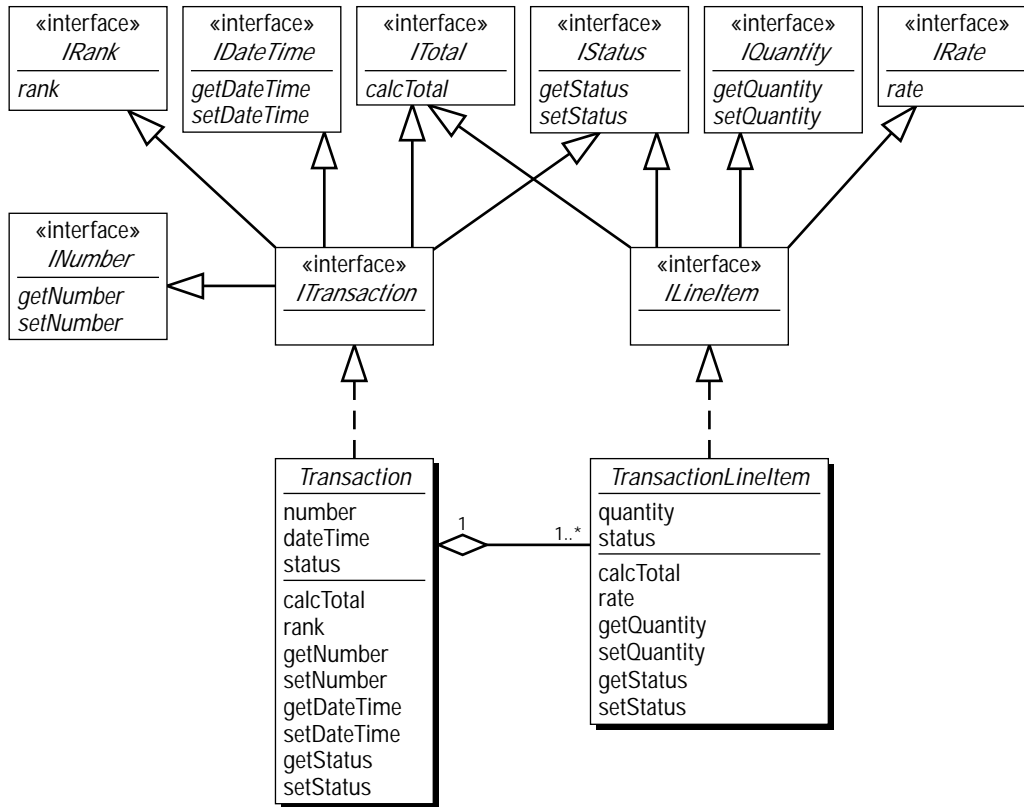 «interface»
IRank
rank
«interface»
IDateTime
getDateTime
setDateTime
«interface»
ITotal
calcTotal
«interface»
IStatus
getStatus
setStatus
«interface»
IQuantity
getQuantity
setQuantity
«interface»
IRate
rate
«interface»
INumber
getNumber
setNumber
«interface»
ITransaction
«interface»
ILineItem
Transaction
number
dateTime
status
calcTotal
rank
getNumber
setNumber
getDateTime
setDateTime
getStatus
setStatus
1
1..*
TransactionLineItem
quantity
status
calcTotal
rate
getQuantity
setQuantity
getStatus
setStatus